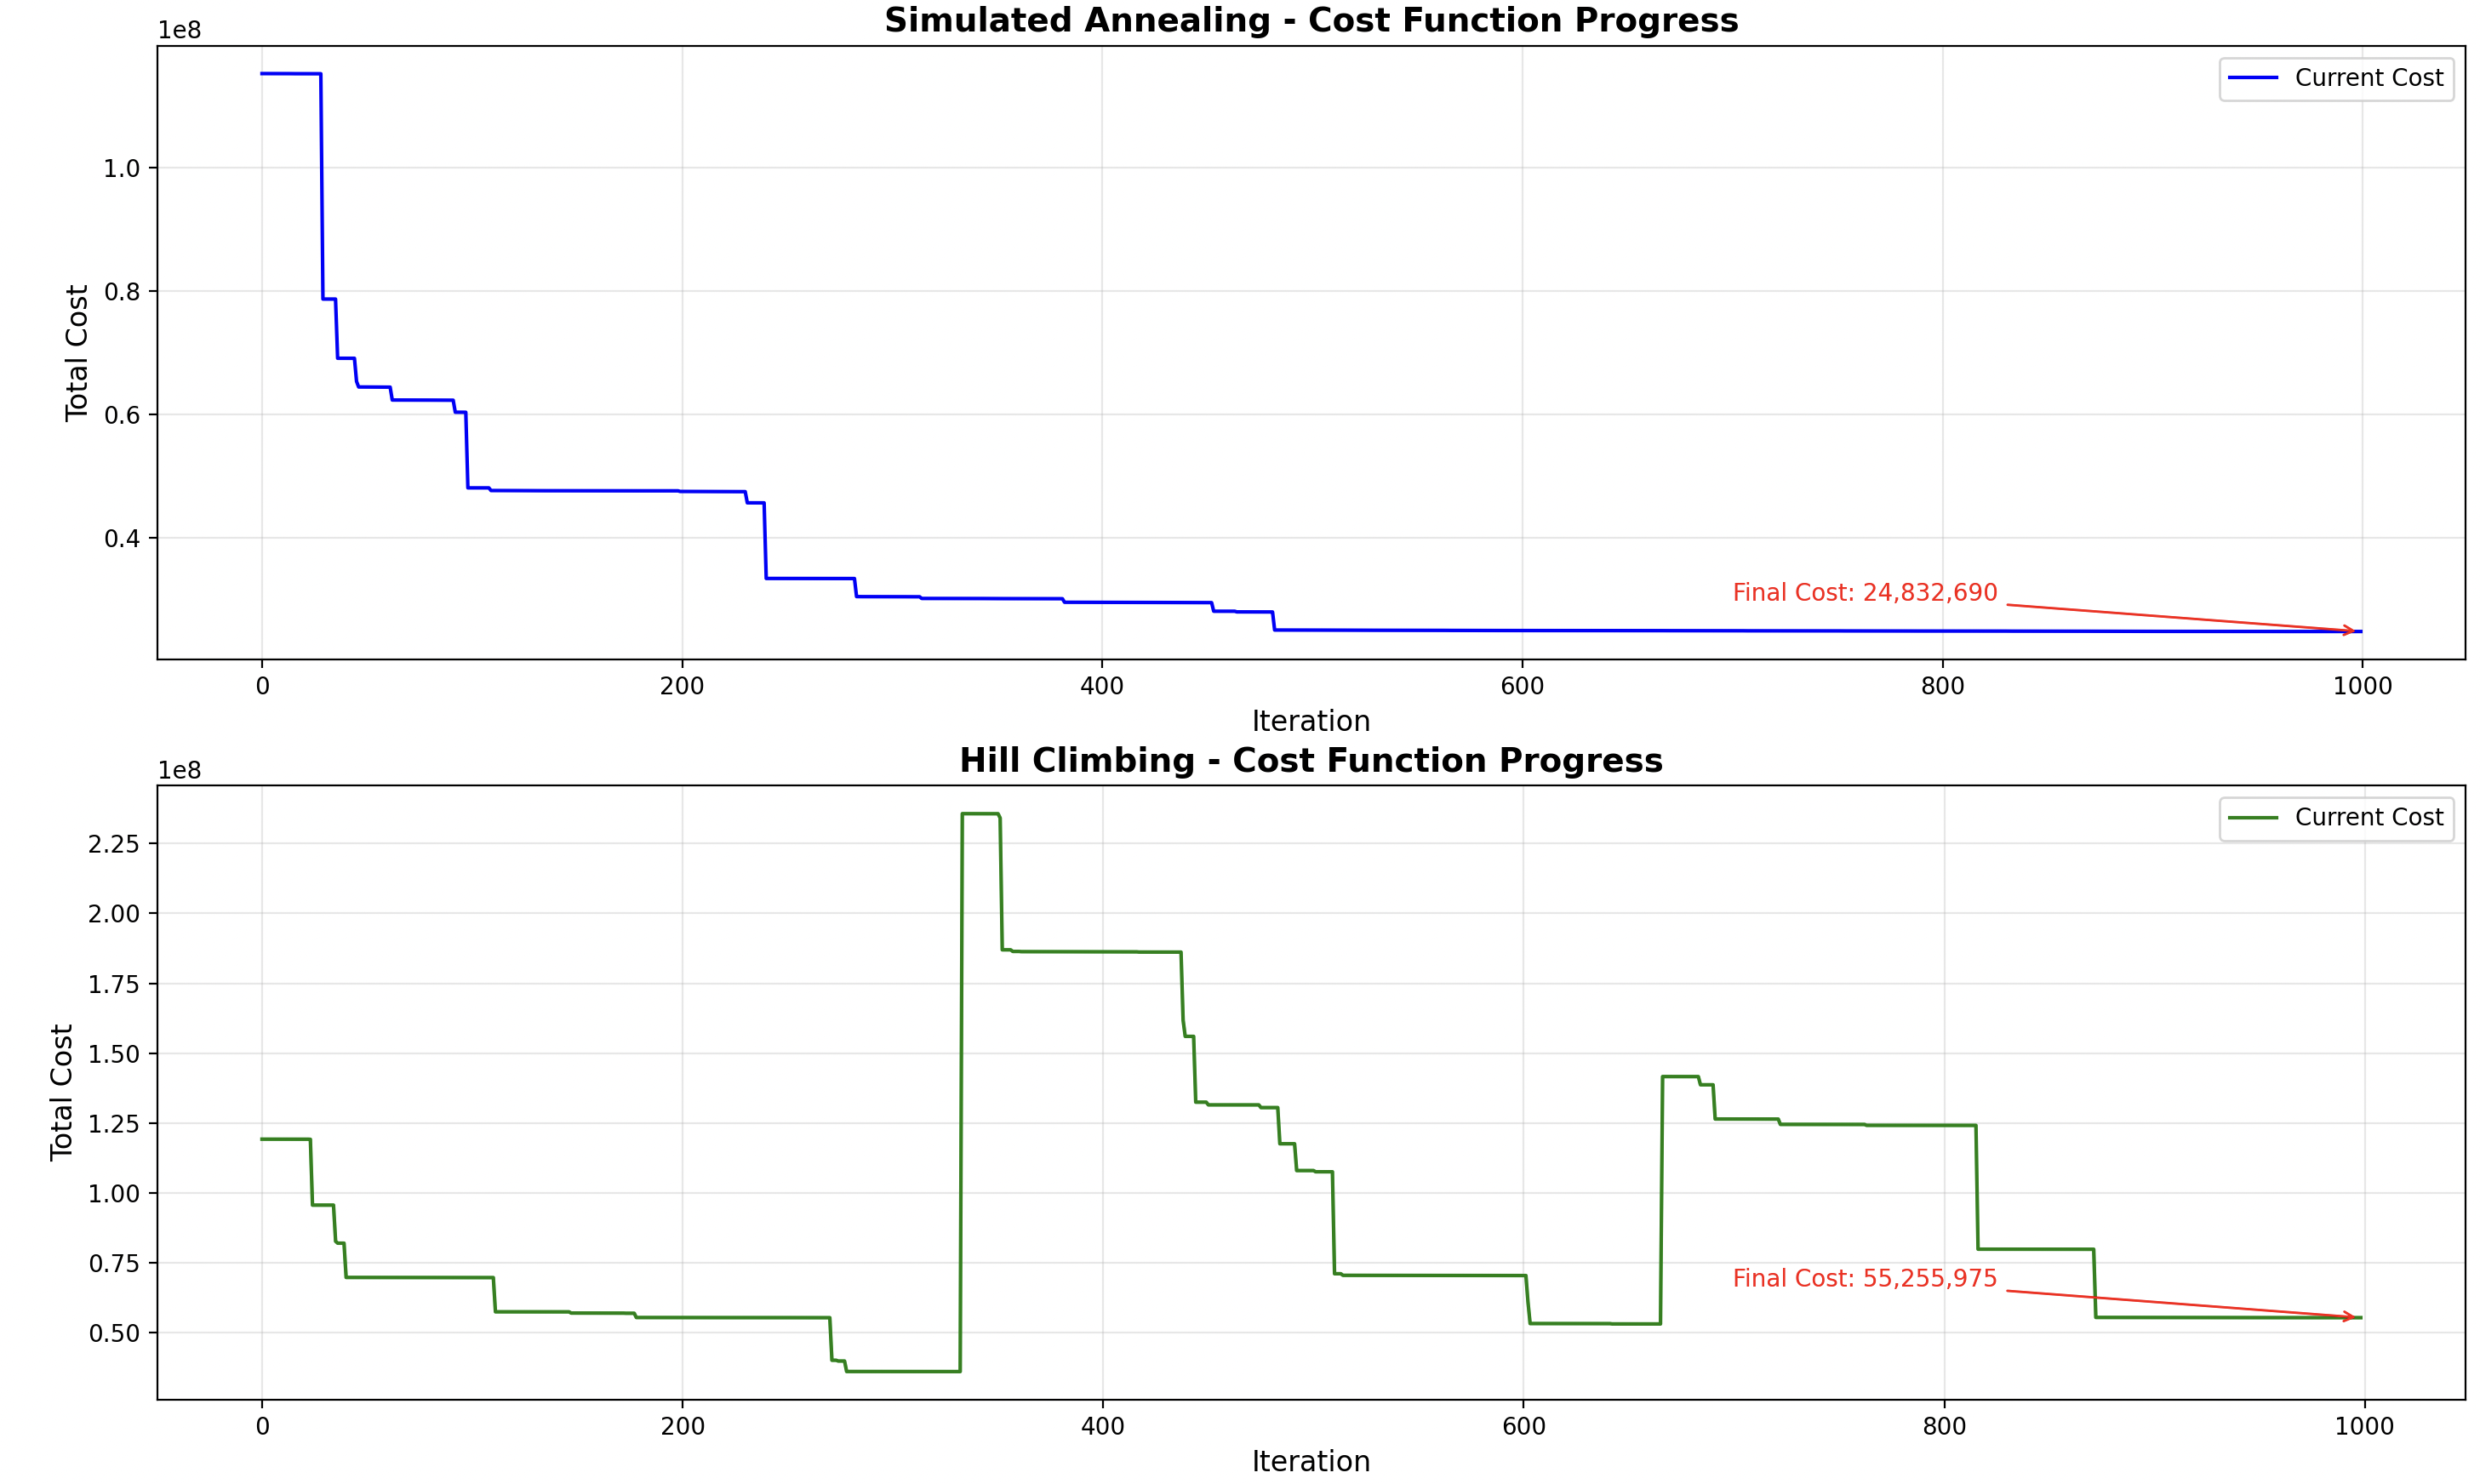 Simulated Annealing - Cost Function Progress
1e8
Current Cost
1.0
0.8
0.6
0.4
Total Cost
Final Cost: 24,832,690
0 200 400 600 800 1000
Iteration
Hill Climbing - Cost Function Progress
1e8
Current Cost
2.25
2.00
1.75
1.50
1.25
1.00
0.75
0.50
Total Cost
Final Cost: 55,255,975
0 200 400 600 800 1000
Iteration